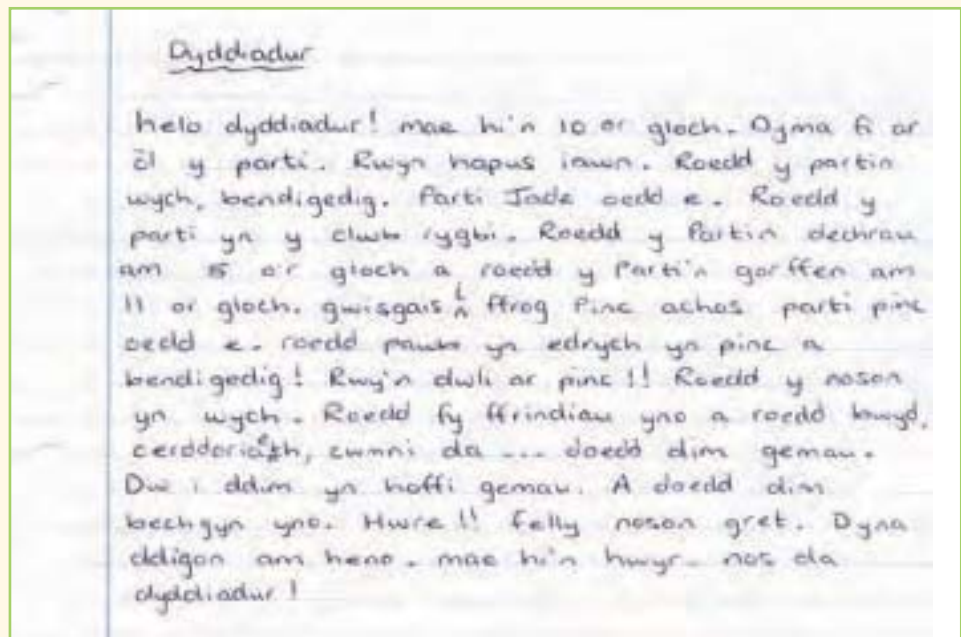 Dyddiadur
helo dyddiadur! mae hi'n 10 or gloch. Dyma fi ar
ôl y parti. Rwyn hapus iawn. Roedd y partin
wych, bendigedig. Parti Jade oedd e. Roedd y
parti yn y clwb rygbi. Roedd y Partin dechrau
am 5 o'r gloch a roedd y Parti'n gorffen am
11 or gloch. gwisgais i ffrog Pinc achos parti pinc
oedd e. roedd pawb yn edrych yn pinc a
bendigedig! Rwy'n dwli ar pinc!! Roedd y noson
yn wych. Roedd fy ffrindiau yno a roedd bwyd,
cerddoriaeth, cwmni da ... doedd dim gemau.
Dw i ddim yn hoffi gemau. A doedd dim
bechgyn yno. Hwre!! felly noson gret. Dyna
ddigon am heno. mae hi'n hwyr. nos da
dyddiadur!